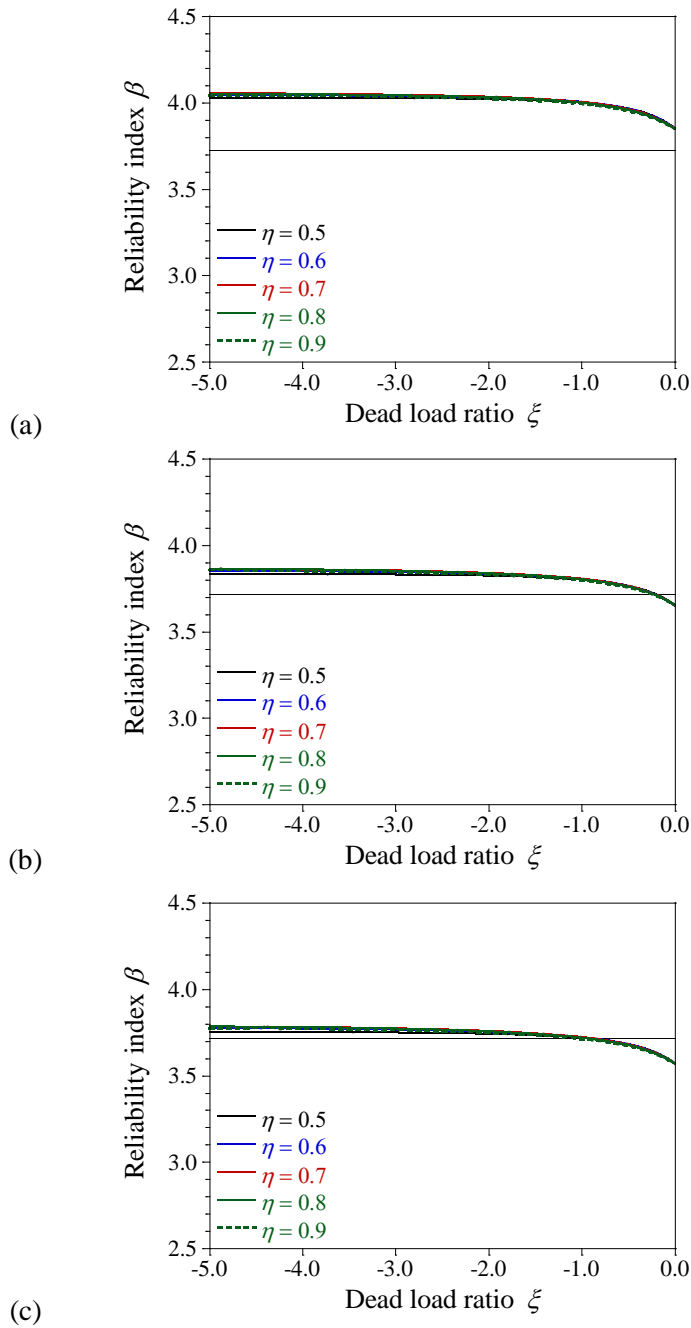 4.5
4.0
3.5
3.0
2.5
Reliability index β
η = 0.5
η = 0.6
η = 0.7
η = 0.8
η = 0.9
-5.0 -4.0 -3.0 -2.0 -1.0 0.0
Dead load ratio ξ
(a)
4.5
4.0
3.5
3.0
2.5
Reliability index β
η = 0.5
η = 0.6
η = 0.7
η = 0.8
η = 0.9
-5.0 -4.0 -3.0 -2.0 -1.0 0.0
Dead load ratio ξ
(b)
4.5
4.0
3.5
3.0
2.5
Reliability index β
η = 0.5
η = 0.6
η = 0.7
η = 0.8
η = 0.9
-5.0 -4.0 -3.0 -2.0 -1.0 0.0
Dead load ratio ξ
(c)